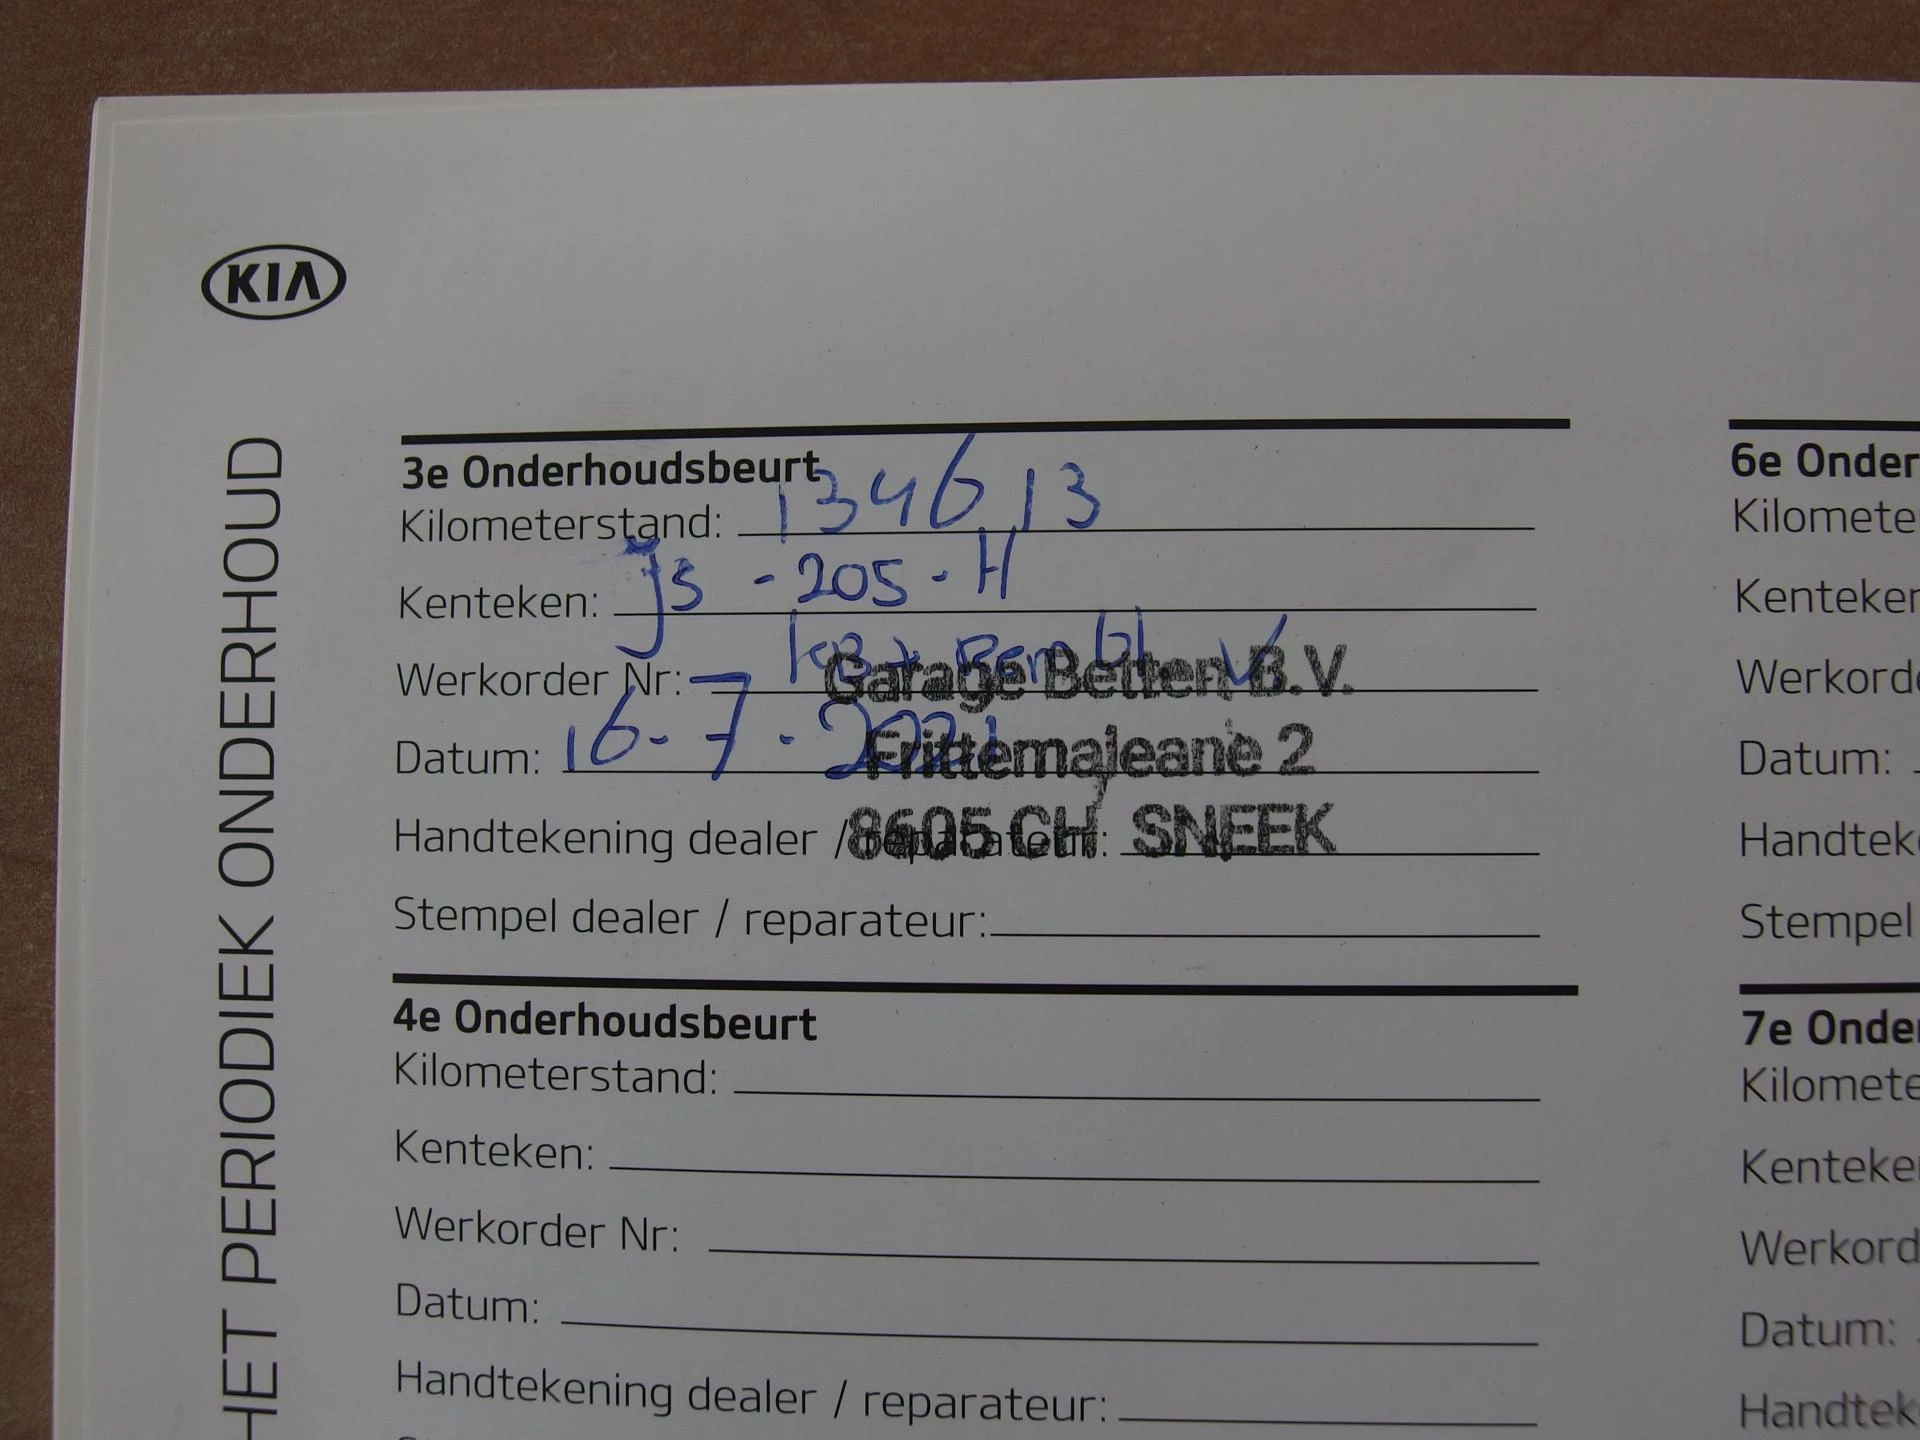 KIA
HET PERIODIEK ONDERHOUD
3e Onderhoudsbeurt
Kilometerstand: 134613
Kenteken: JS - 205 - H
Werkorder Nr:
Datum: 16-7-2021
Handtekening dealer / reparateur:
Stempel dealer / reparateur:
Garage Betten B.V.
Frittemaleane 2
8605 CH SNEEK
4e Onderhoudsbeurt
Kilometerstand:
Kenteken:
Werkorder Nr:
Datum:
Handtekening dealer / reparateur:
6e Onder
Kilomete
Kenteken
Werkorde
Datum:
Handteke
Stempel
7e Onder
Kilomete
Kenteke
Werkord
Datum:
Handtek